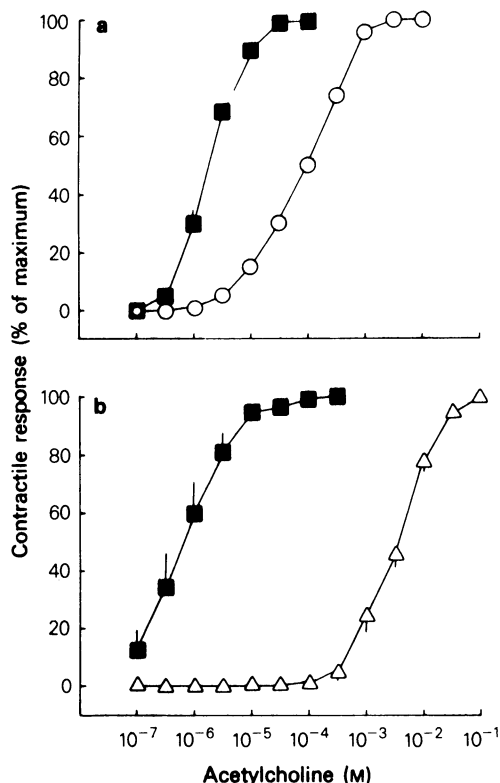 a
100
80
60
40
20
0
b
100
80
60
40
20
0
Contractile response (% of maximum)
10⁻⁷ 10⁻⁶ 10⁻⁵ 10⁻⁴ 10⁻³ 10⁻² 10⁻¹
Acetylcholine (M)